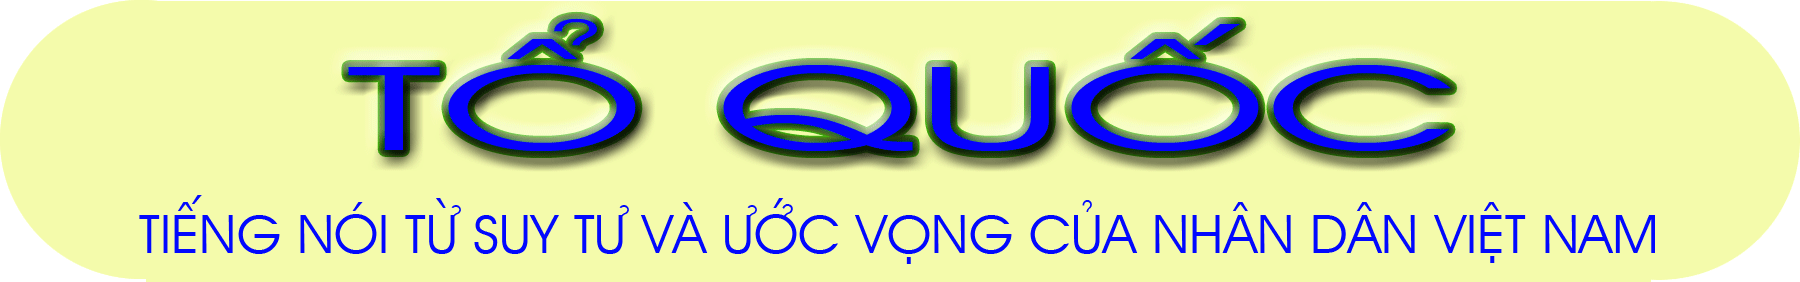 TỔ QUỐC
TIẾNG NÓI TỪ SUY TƯ VÀ ƯỚC VỌNG CỦA NHÂN DÂN VIỆT NAM